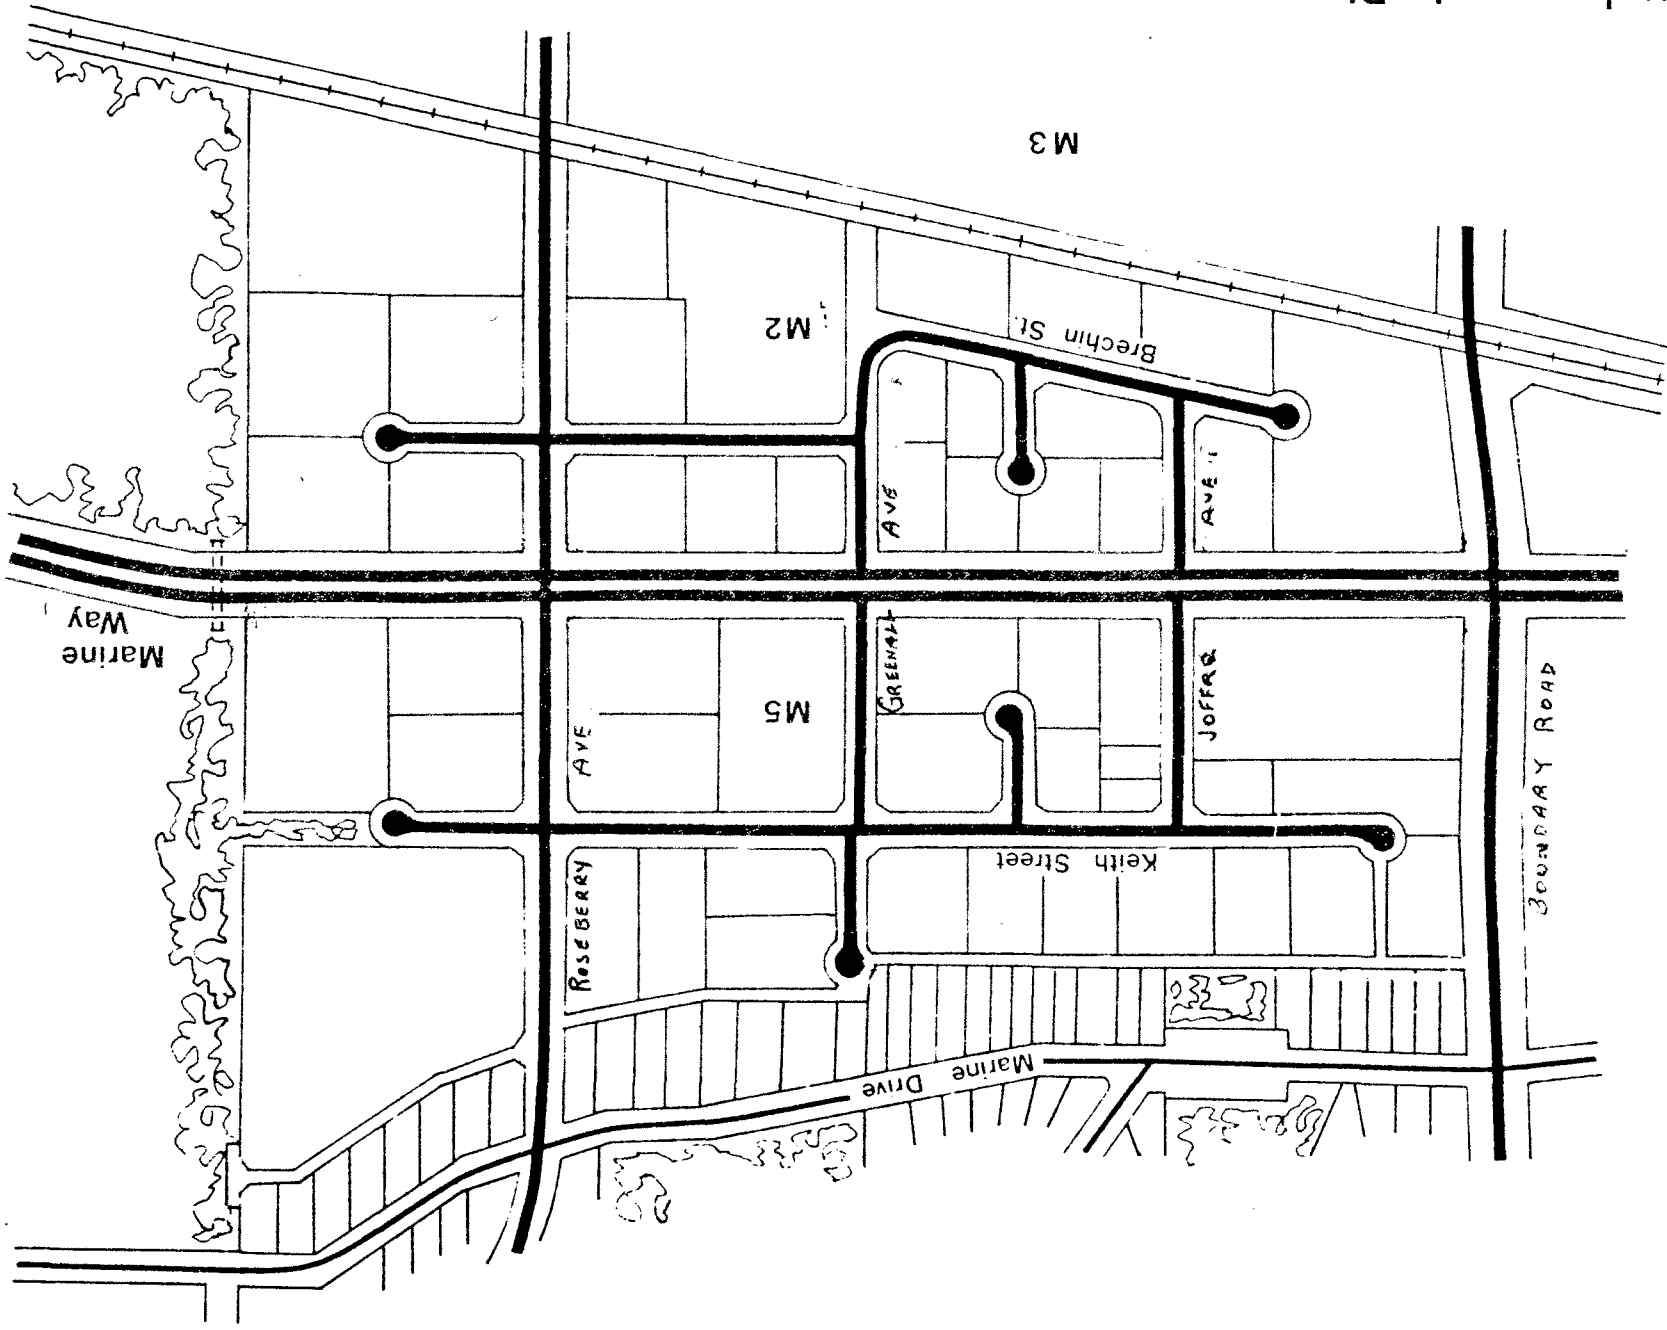 M3
M2
Brechin St.
AVE
AVE
Marine
Way
M5
GREENALL
JOFFRE
AVE
BOUNDARY ROAD
Keith Street
ROSEBERRY
Marine Drive